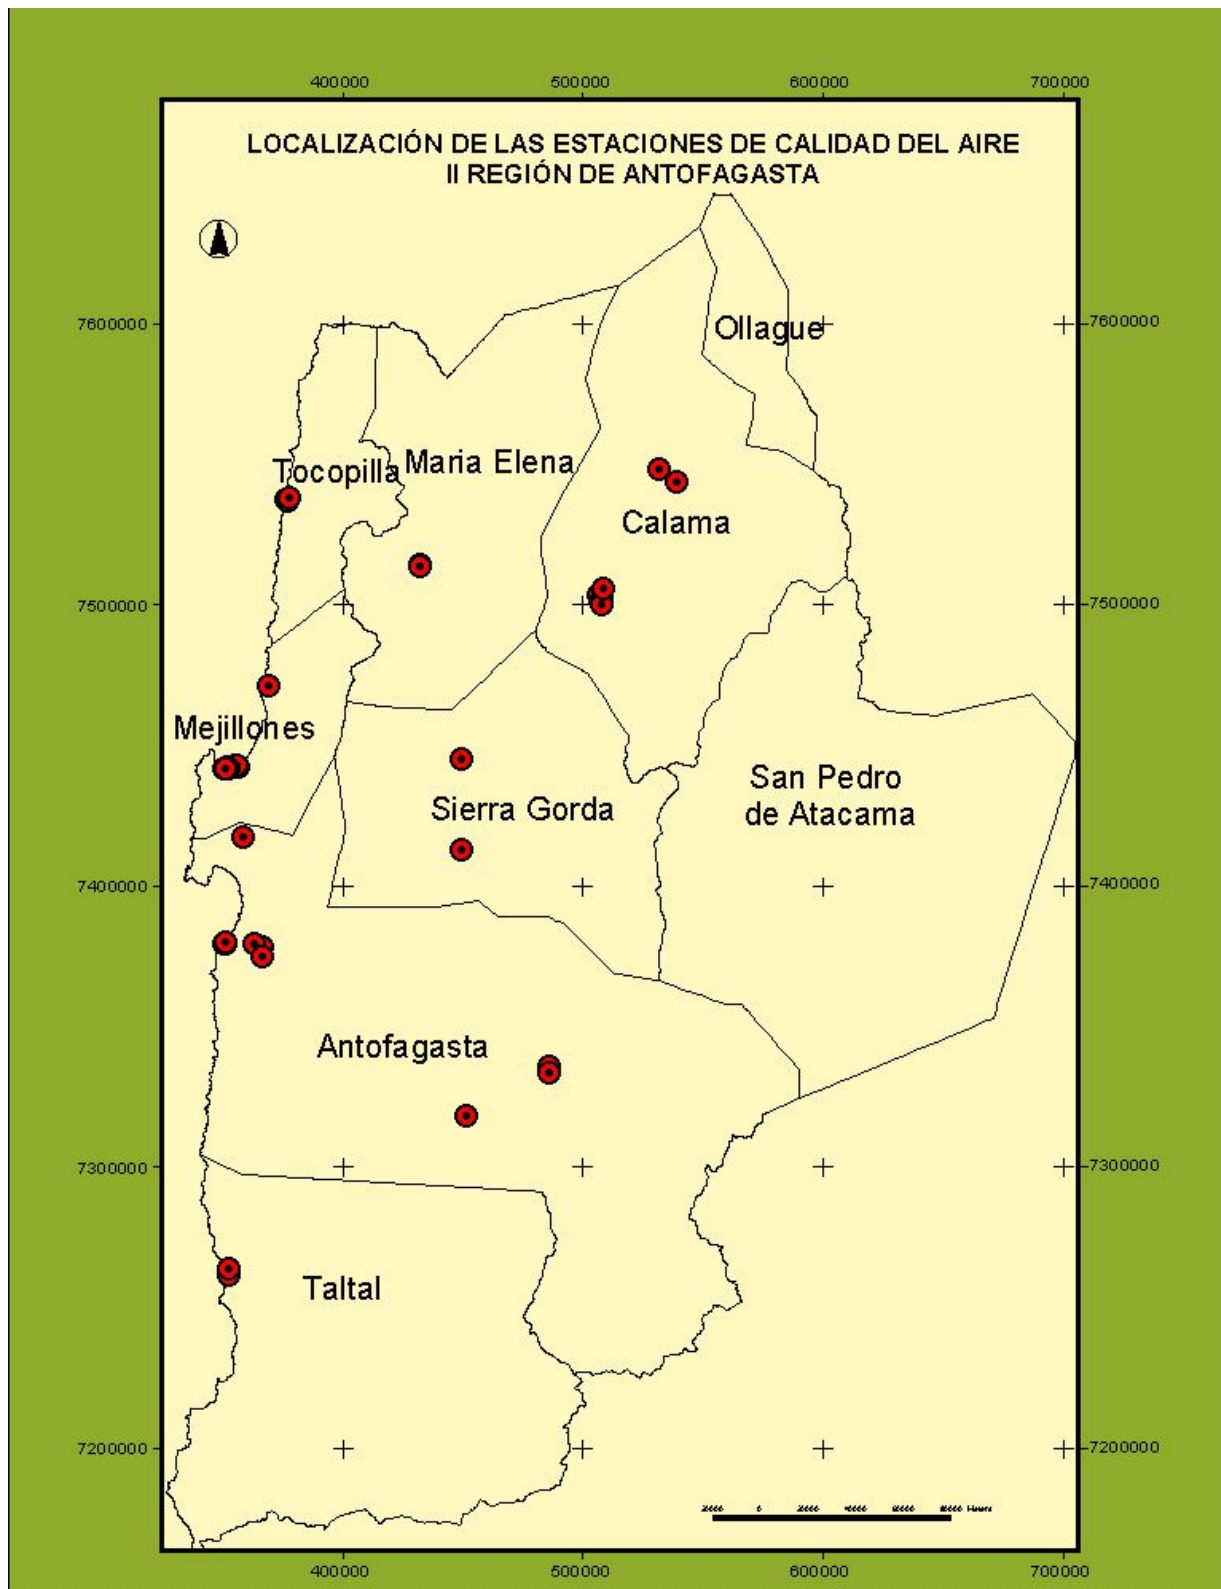 400000 500000 600000 700000
LOCALIZACIÓN DE LAS ESTACIONES DE CALIDAD DEL AIRE
II REGIÓN DE ANTOFAGASTA
7600000 Ollague 7600000
Maria Elena
Tocopilla
Calama
7500000 7500000
Mejillones
San Pedro
de Atacama
Sierra Gorda
7400000 7400000
Antofagasta
7300000 7300000
Taltal
7200000 7200000
400000 500000 600000 700000